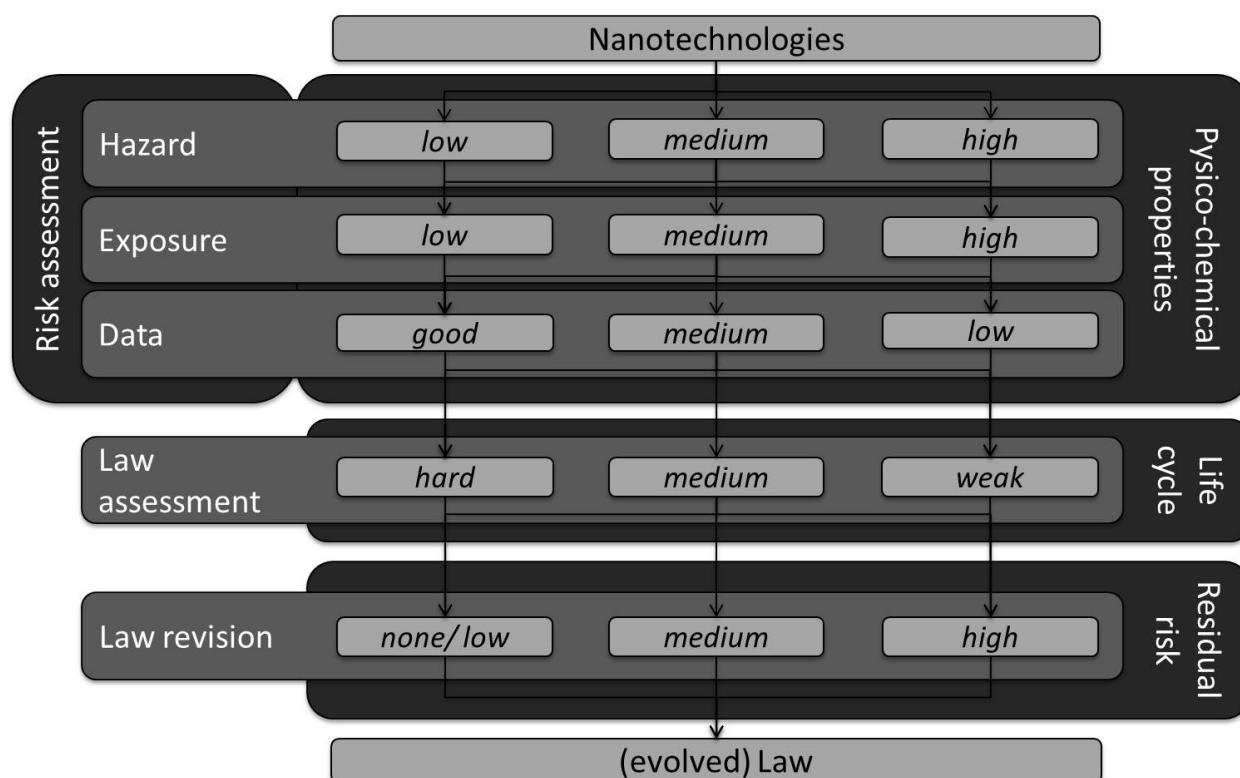 Nanotechnologies
Risk assessment
Hazard
low
medium
high
Exposure
low
medium
high
Data
good
medium
low
Pysico-chemical
properties
Law
assessment
hard
medium
weak
Life
cycle
Law revision
none/ low
medium
high
Residual
risk
(evolved) Law